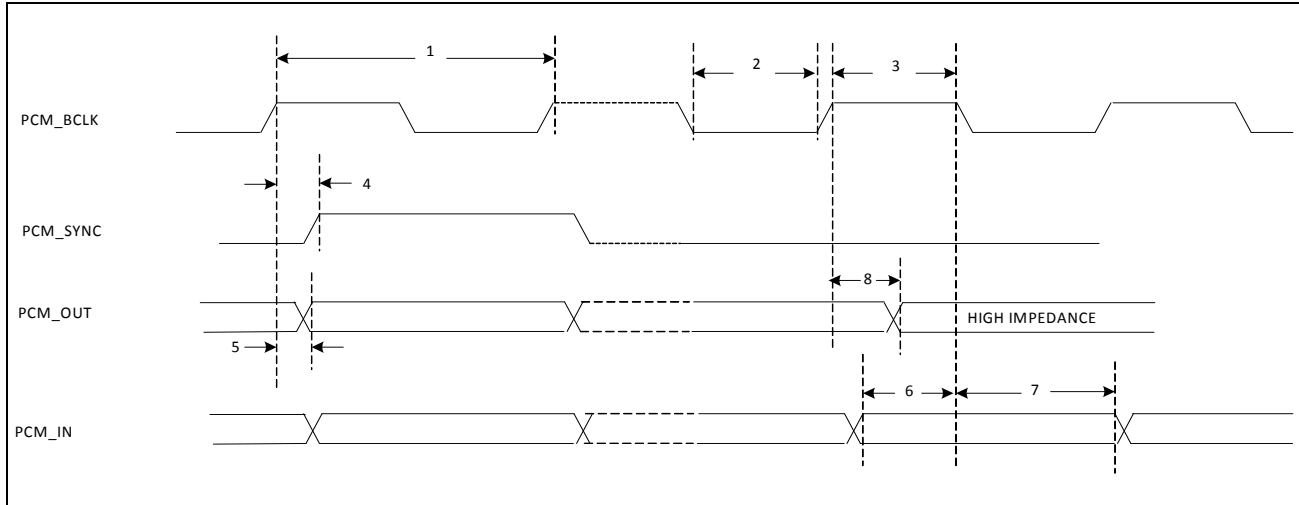 1
2
3
PCM_BCLK
4
PCM_SYNC
8
PCM_OUT
HIGH IMPEDANCE
5
6
7
PCM_IN